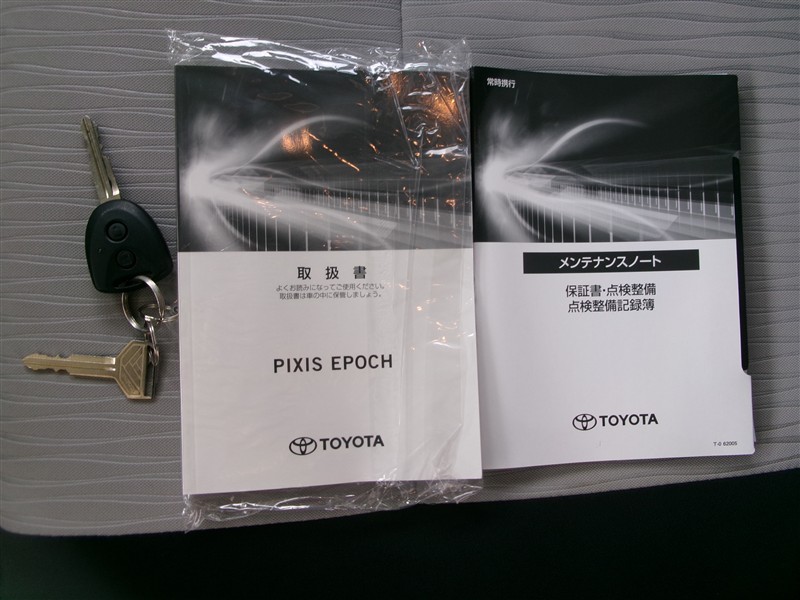 取扱書
よくお読みになってご使用ください。
取扱書は車の中に保管しましょう。
PIXIS EPOCH
TOYOTA
常時携行
メンテナンスノート
保証書・点検整備
点検整備記録簿
TOYOTA
T-0 62005